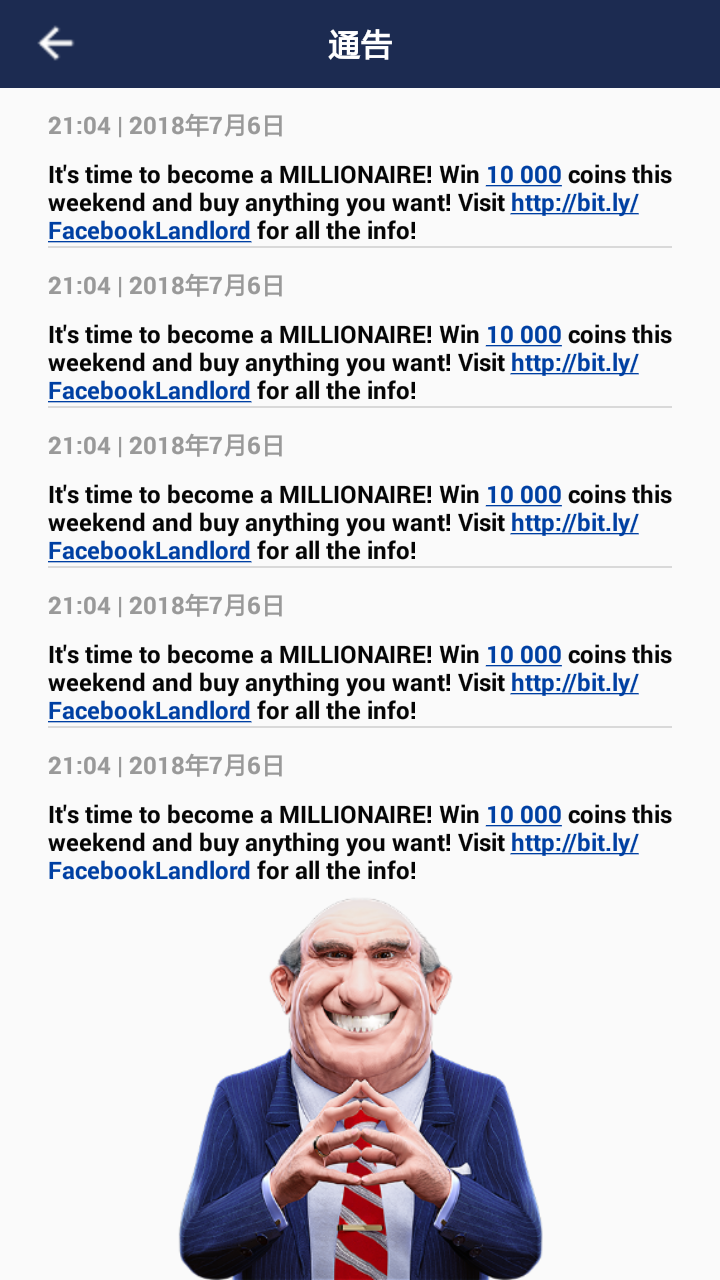 通告
21:04 | 2018年7月6日
It's time to become a MILLIONAIRE! Win 10 000 coins this
weekend and buy anything you want! Visit http://bit.ly/
FacebookLandlord for all the info!
21:04 | 2018年7月6日
It's time to become a MILLIONAIRE! Win 10 000 coins this
weekend and buy anything you want! Visit http://bit.ly/
FacebookLandlord for all the info!
21:04 | 2018年7月6日
It's time to become a MILLIONAIRE! Win 10 000 coins this
weekend and buy anything you want! Visit http://bit.ly/
FacebookLandlord for all the info!
21:04 | 2018年7月6日
It's time to become a MILLIONAIRE! Win 10 000 coins this
weekend and buy anything you want! Visit http://bit.ly/
FacebookLandlord for all the info!
21:04 | 2018年7月6日
It's time to become a MILLIONAIRE! Win 10 000 coins this
weekend and buy anything you want! Visit http://bit.ly/
FacebookLandlord for all the info!